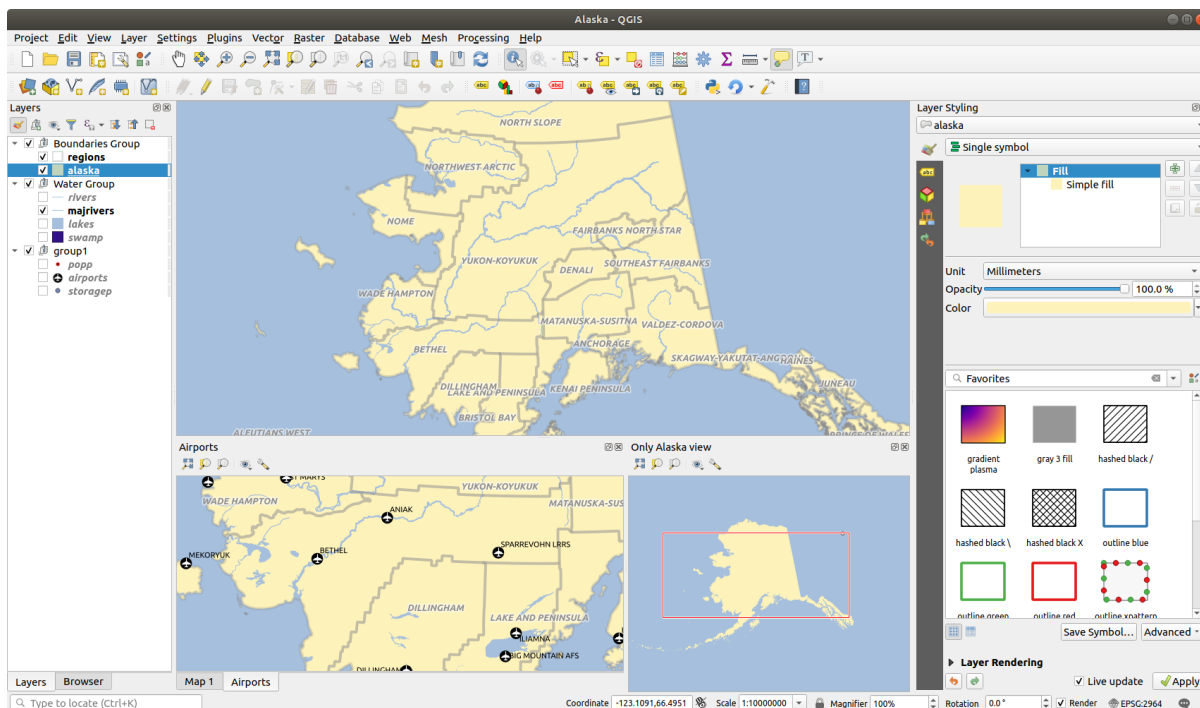 Alaska - QGIS
Project Edit View Layer Settings Plugins Vector Raster Database Web Mesh Processing Help
Layers
Boundaries Group
regions
alaska
Water Group
rivers
majrivers
lakes
swamp
group1
popp
airports
storagep
Layers Browser
NORTH SLOPE
NORTHWEST ARCTIC
NOME
FAIRBANKS NORTH STAR
YUKON-KOYUKUK
DENALI
SOUTHEAST FAIRBANKS
WADE HAMPTON
MATANUSKA-SUSITNA
VALDEZ-CORDOVA
ANCHORAGE
BETHEL
SKAGWAY-YAKUTAT-ANGOON
HAINES
JUNEAU
DILLINGHAM
LAKE AND PENINSULA
KENAI PENINSULA
BRISTOL BAY
ALEUTIANS WEST
PRINCE OF WALES
Airports
ST MARYS
YUKON-KOYUKUK
WADE HAMPTON
MATANUSKA-SUS
ANIAK
MEKORYUK
BETHEL
SPARREVOHN LRRS
DILLINGHAM
LAKE AND PENINSULA
ILIAMNA
BIG MOUNTAIN AFS
DILLINGHAM
Map 1 Airports
Only Alaska view
Layer Styling
alaska
Single symbol
Fill
Simple fill
Unit Millimeters
Opacity 100.0 %
Color
Favorites
gradient plasma
gray 3 fill
hashed black /
hashed black \
hashed black X
outline blue
outline green
outline red
outline xpattern
Save Symbol... Advanced
Layer Rendering
Live update Apply
Type to locate (Ctrl+K)
Coordinate -123.1091,66.4951 Scale 1:10000000 Magnifier 100% Rotation 0.0° Render EPSG:2964